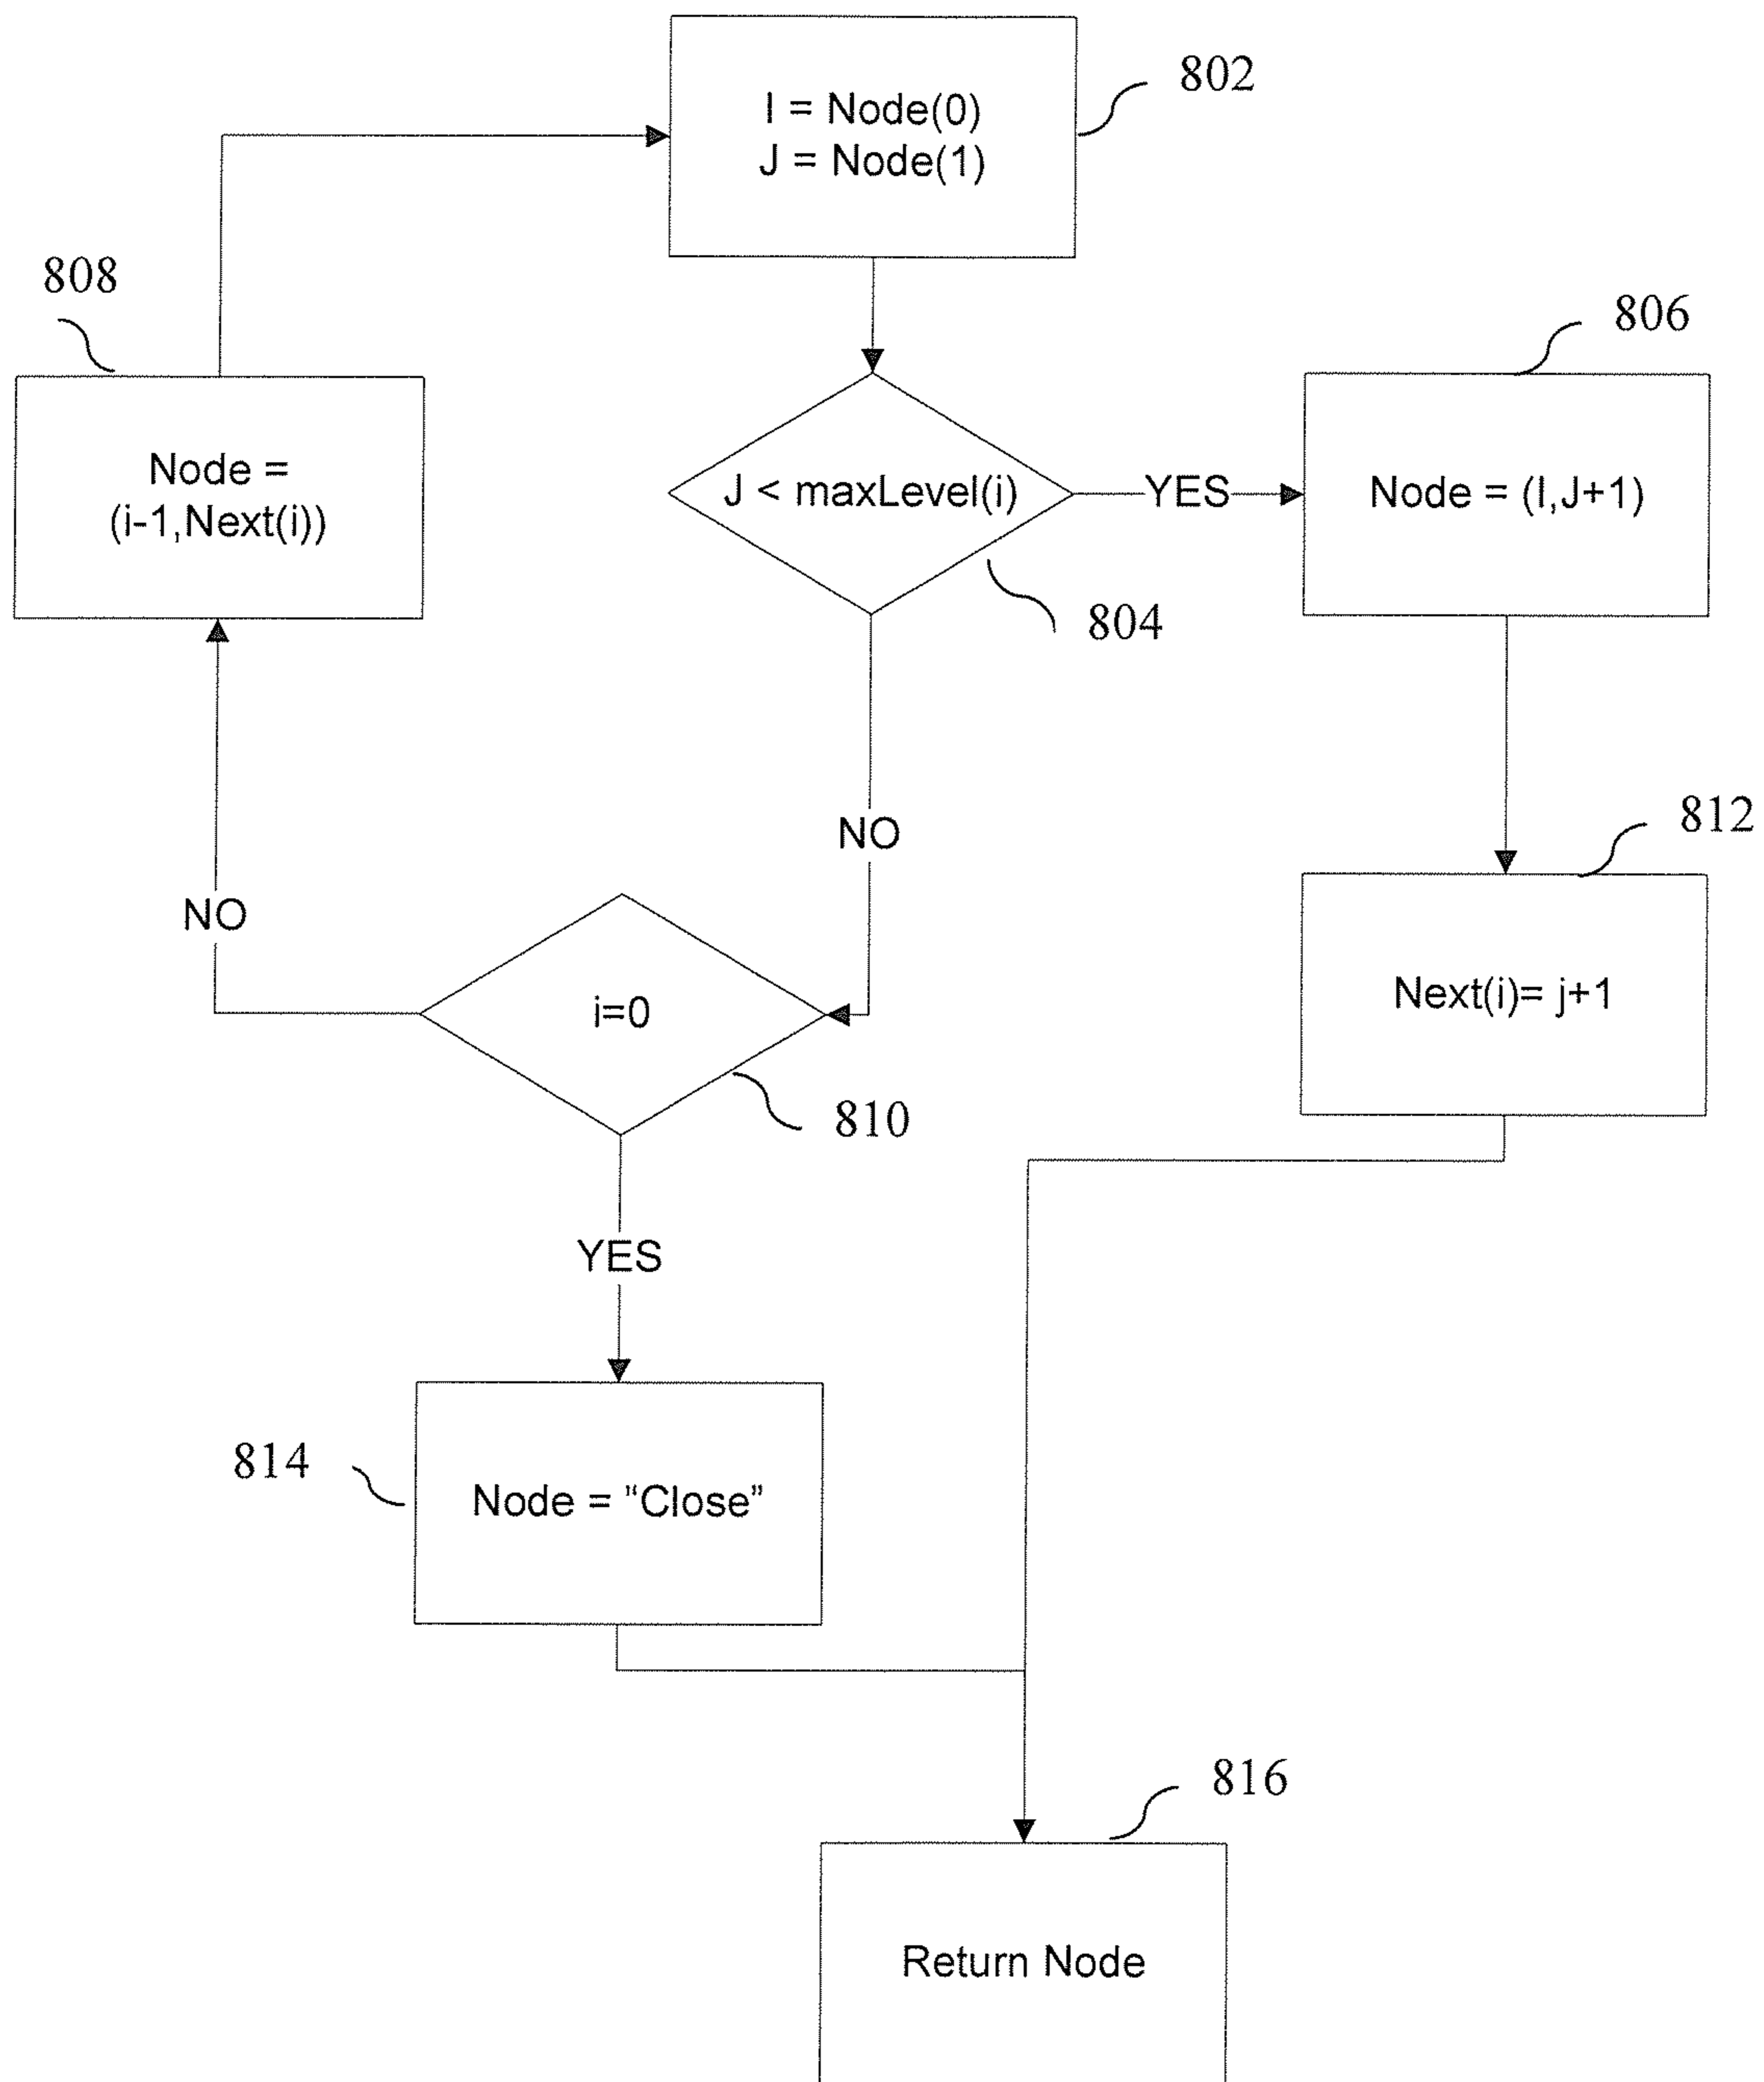 802
I = Node(0)
J = Node(1)
808
806
Node =
(i-1,Next(i))
J < maxLevel(i)
YES
Node = (I,J+1)
804
812
NO
NO
Next(i)= j+1
i=0
810
YES
814
Node = “Close”
816
Return Node